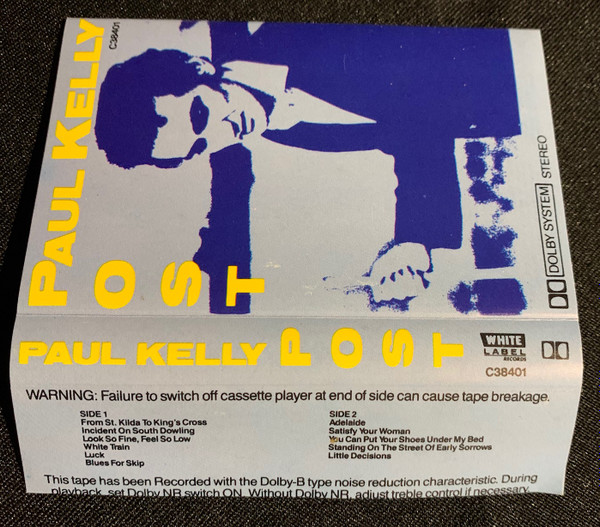 PAUL KELLY
C38401
POST
DOLBY SYSTEM STEREO
PAUL KELLY POST
WHITE
LABEL
RECORDS
C38401
WARNING: Failure to switch off cassette player at end of side can cause tape breakage.
SIDE 1
From St. Kilda To King's Cross
Incident On South Dowling
Look So Fine, Feel So Low
White Train
Luck
Blues For Skip
SIDE 2
Adelaide
Satisfy Your Woman
You Can Put Your Shoes Under My Bed
Standing On The Street Of Early Sorrows
Little Decisions
This tape has been Recorded with the Dolby-B type noise reduction characteristic. During
playback, set Dolby NR switch ON. Without Dolby NR, adjust treble control if necessary.